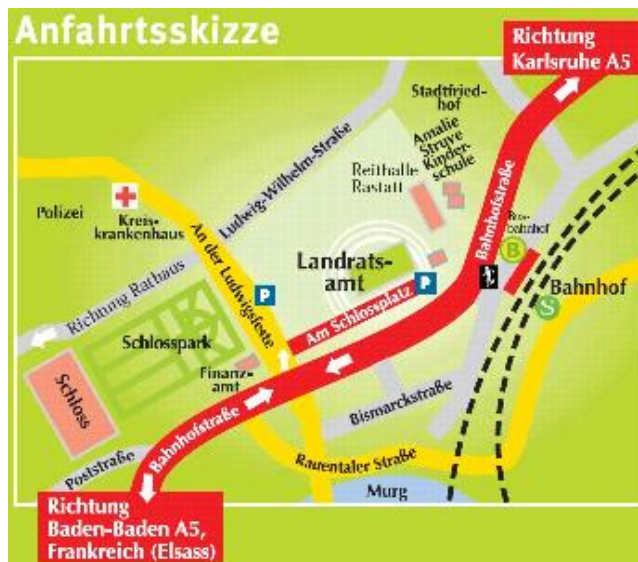 Anfahrtsskizze
Richtung
Karlsruhe A5
Stadtfried-
hof
Amalie
Struve
Kinder-
schule
Reithalle
Rastatt
Ludwig-Wilhelm-Straße
Bahnhofstraße
Polizei
Kreis-
krankenhaus
An der Ludwigsfeste
Bus-
bahnhof
B
Landrats-
amt
P
P
Bahnhof
S
Richtung Rathaus
Am Schlossplatz
Schlosspark
Schloss
Finanz-
amt
Bismarckstraße
Bahnhofstraße
Poststraße
Rauentaler Straße
Murg
Richtung
Baden-Baden A5,
Frankreich (Elsass)